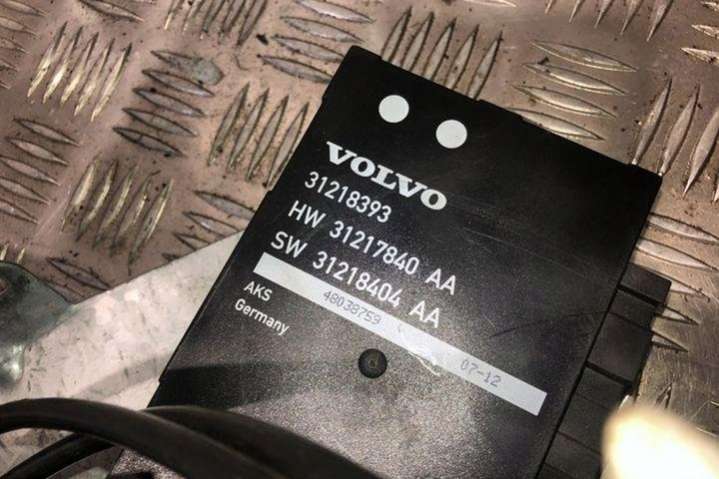 VOLVO
31218393
HW 31217840 AA
SW 31218404 AA
48038759 07-12
AKS
Germany